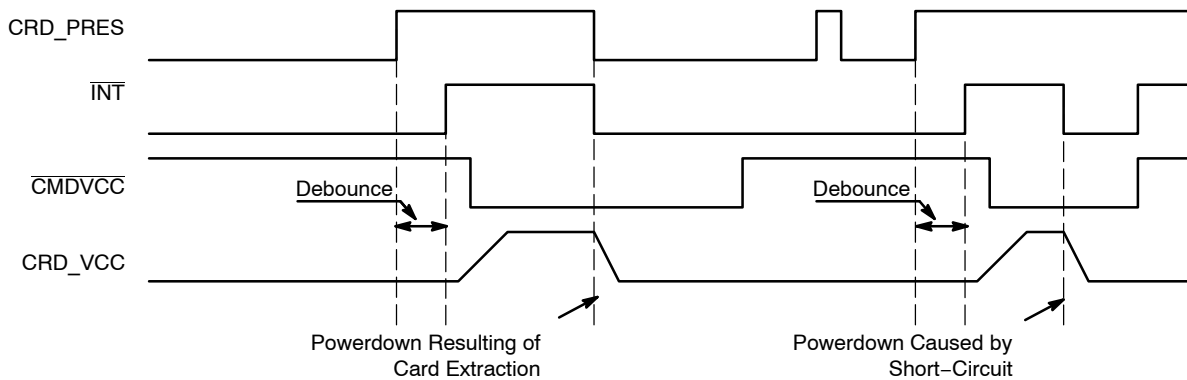 CRD_PRES
INT
CMDVCC
Debounce
Debounce
CRD_VCC
Powerdown Resulting of
Card Extraction
Powerdown Caused by
Short−Circuit